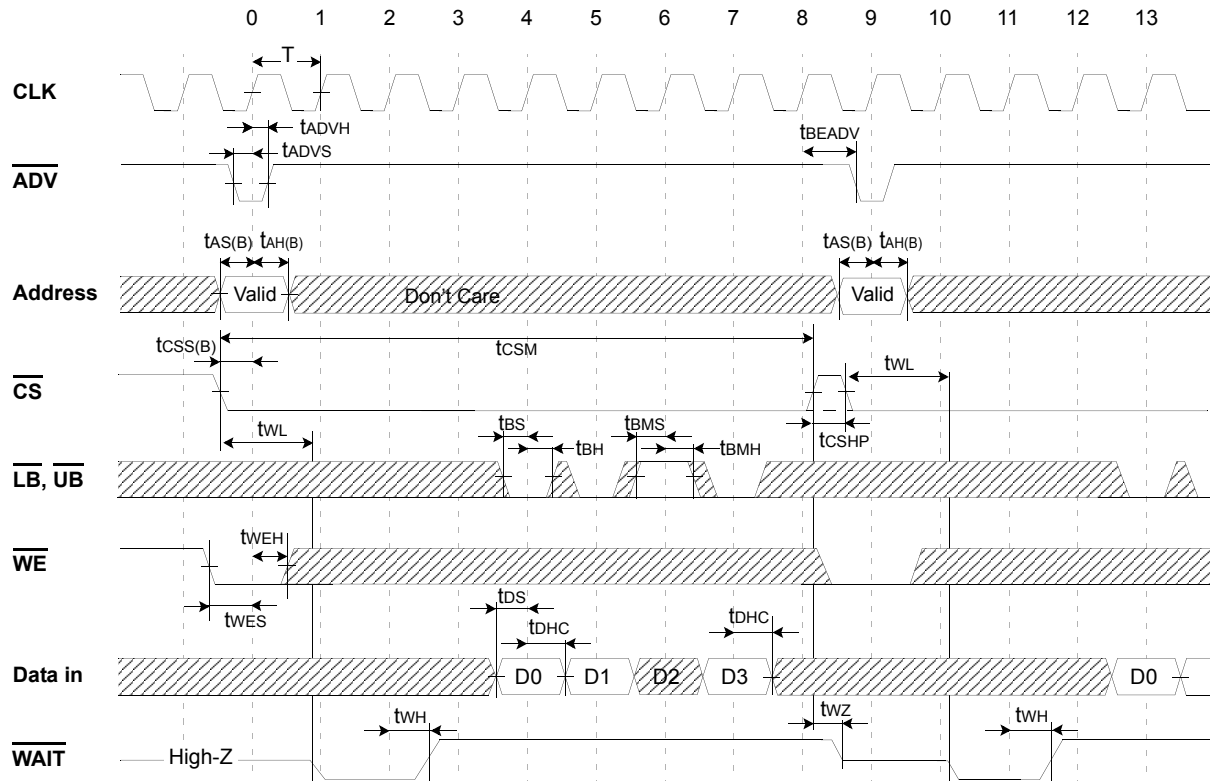 0 1 2 3 4 5 6 7 8 9 10 11 12 13
T
CLK
tADVH
tBEADV
tADVS
ADV
tAS(B) tAH(B) tAS(B) tAH(B)
Address Valid Don't Care Valid
tCSS(B) tCSM
CS tWL
tWL tBS tBMS tCSHP
tBH tBMH
LB, UB
tWEH
WE
tWES tDS
tDHC tDHC
Data in D0 D1 D2 D3 D0
tWH tWZ tWH
WAIT High-Z